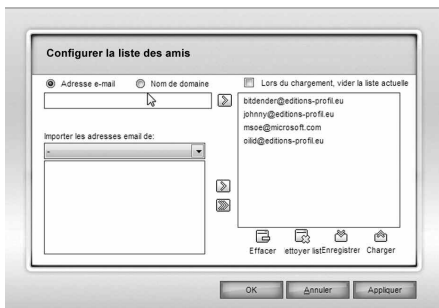 Configurer la liste des amis
Adresse e-mail
Nom de domaine
Lors du chargement, vider la liste actuelle
bitdender@editions-profil.eu
johnny@editions-profil.eu
msoe@microsoft.com
oilid@editions-profil.eu
Importer les adresses email de:
-
Effacer
ettoyer list
Enregistrer
Charger
OK
Annuler
Appliquer